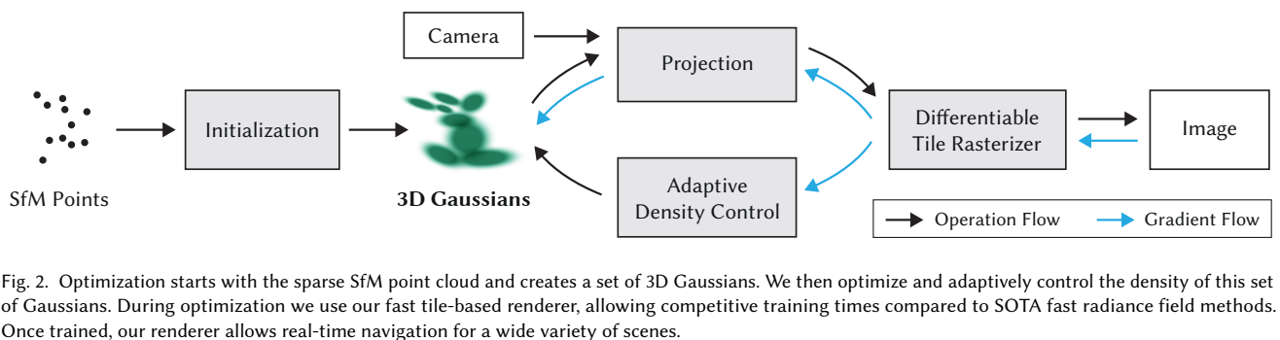 Camera
Projection
Initialization
Differentiable
Tile Rasterizer
Image
SfM Points
3D Gaussians
Adaptive
Density Control
Operation Flow
Gradient Flow
Fig. 2. Optimization starts with the sparse SfM point cloud and creates a set of 3D Gaussians. We then optimize and adaptively control the density of this set
of Gaussians. During optimization we use our fast tile-based renderer, allowing competitive training times compared to SOTA fast radiance field methods.
Once trained, our renderer allows real-time navigation for a wide variety of scenes.